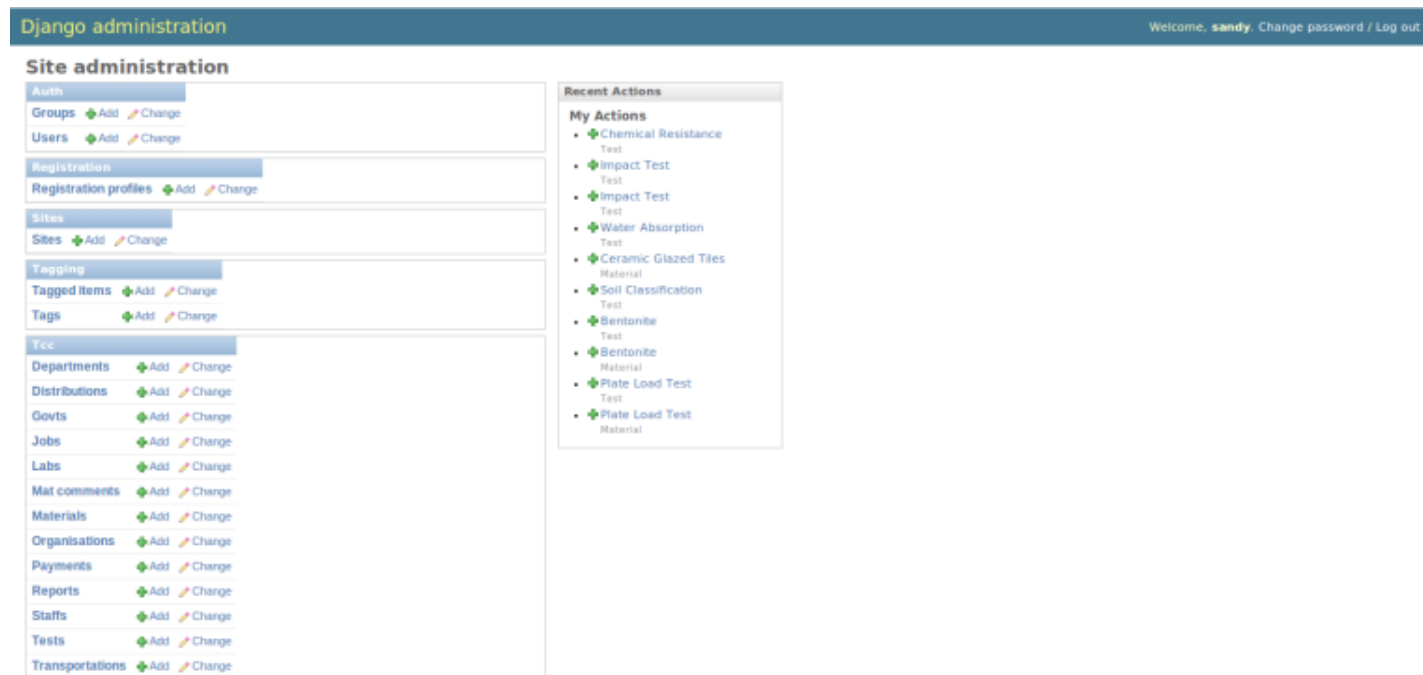 Django administration
Welcome, sandy. Change password / Log out
Site administration
Auth
Groups Add Change
Users Add Change
Registration
Registration profiles Add Change
Sites
Sites Add Change
Tagging
Tagged items Add Change
Tags Add Change
Tcc
Departments Add Change
Distributions Add Change
Govts Add Change
Jobs Add Change
Labs Add Change
Mat comments Add Change
Materials Add Change
Organisations Add Change
Payments Add Change
Reports Add Change
Staffs Add Change
Tests Add Change
Transportations Add Change
Recent Actions
My Actions
Chemical Resistance
Test
Impact Test
Test
Impact Test
Test
Water Absorption
Test
Ceramic Glazed Tiles
Material
Soil Classification
Test
Bentonite
Test
Bentonite
Material
Plate Load Test
Test
Plate Load Test
Material